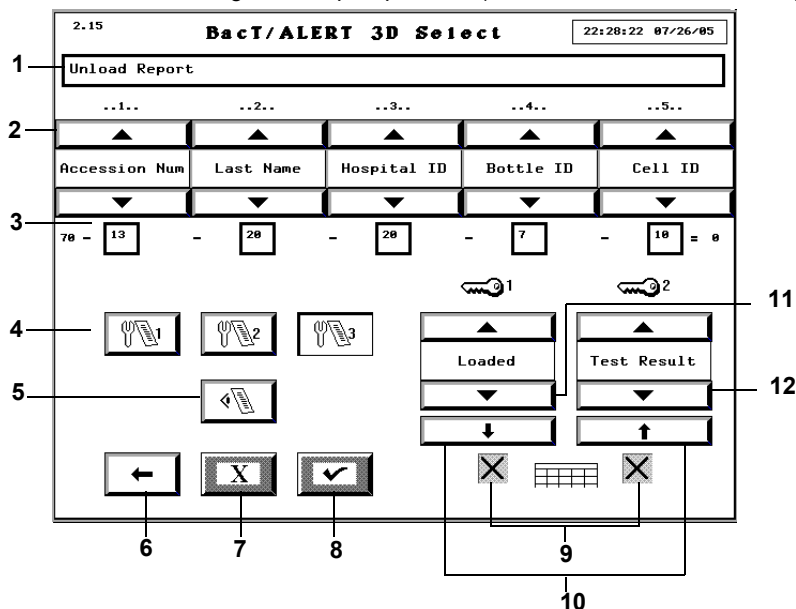 2.15 BacT/ALERT 3D Select 22:28:22 07/26/05
1 Unload Report
..1.. ..2.. ..3.. ..4.. ..5..
2
Accession Num Last Name Hospital ID Bottle ID Cell ID
3
70 - 13 - 20 - 20 - 7 - 10 = 0
1 2
11
4 1 2 3
Loaded Test Result
5 12
X
6 7 8 9
10